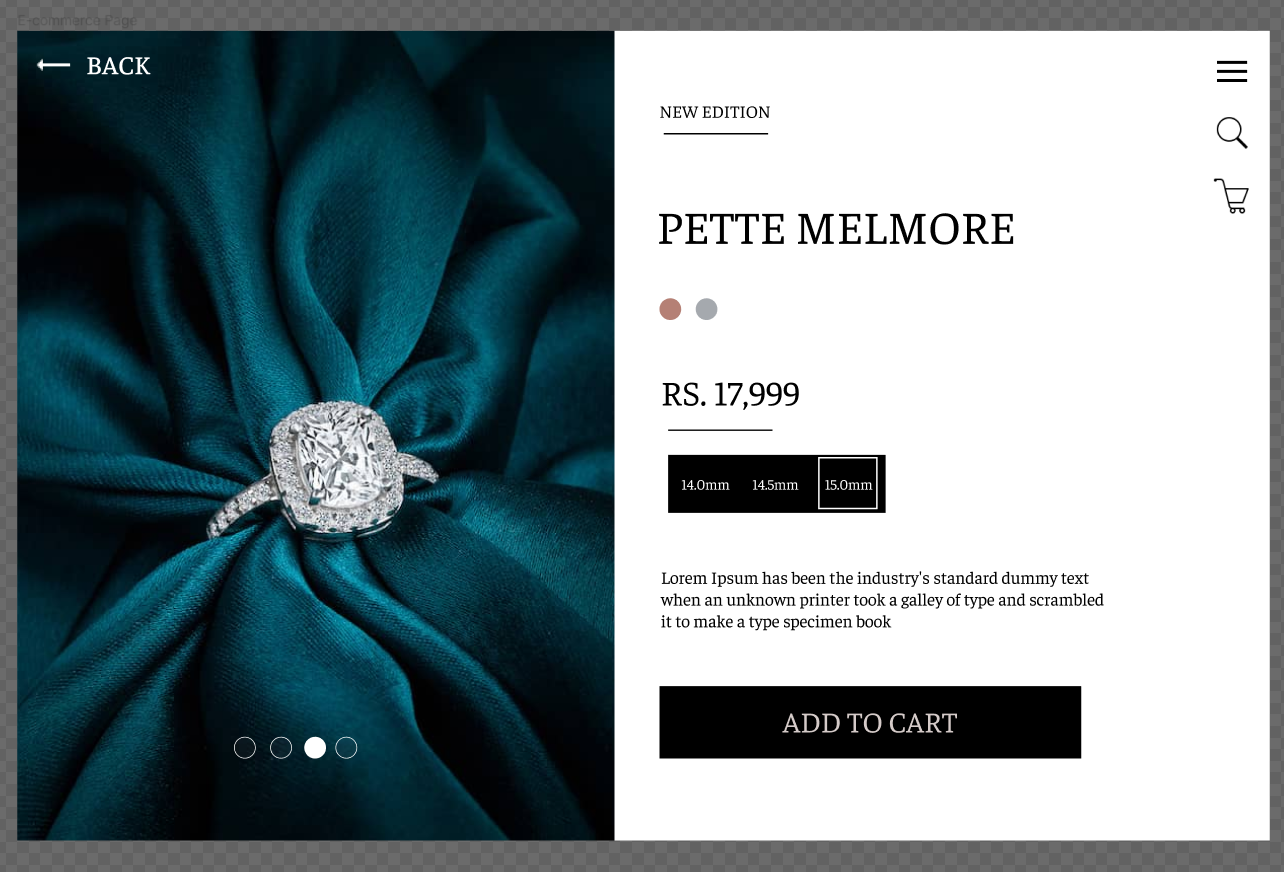 E-commerce Page
BACK
NEW EDITION
PETTE MELMORE
RS. 17,999
14.0mm 14.5mm 15.0mm
Lorem Ipsum has been the industry's standard dummy text
when an unknown printer took a galley of type and scrambled
it to make a type specimen book
ADD TO CART